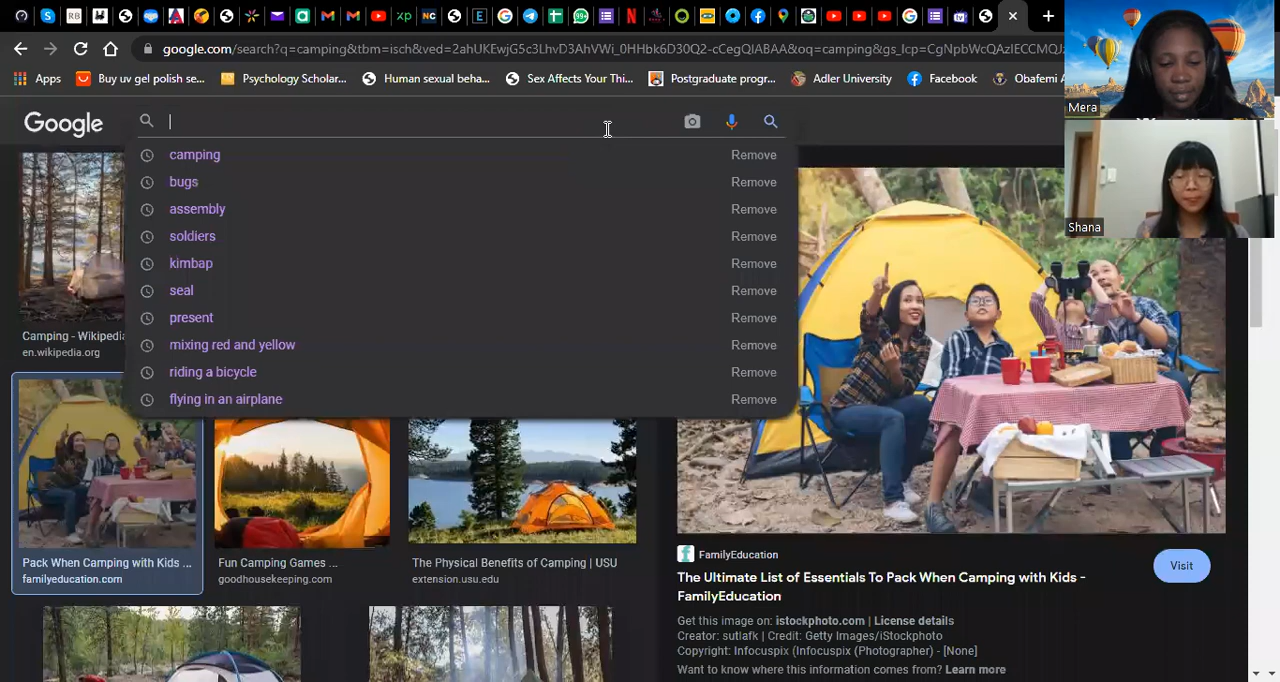 google.com/search?q=camping&tbm=isch&ved=2ahUKEwjG5c3LhvD3AhVWi_0HHbk6D30Q2-cCegQIABAA&oq=camping&gs_lcp=CgNpbWcQAzIECCMQJ
Apps
Buy uv gel polish se...
Psychology Scholar...
Human sexual beha...
Sex Affects Your Thi...
Postgraduate progr...
Adler University
Facebook
Obafemi
Mera
Google
camping Remove
bugs Remove
assembly Remove
soldiers Remove
Shana
kimbap Remove
seal Remove
present Remove
mixing red and yellow Remove
riding a bicycle Remove
flying in an airplane Remove
Camping - Wikipedia
en.wikipedia.org
Pack When Camping with Kids ...
familyeducation.com
Fun Camping Games ...
goodhousekeeping.com
The Physical Benefits of Camping | USU
extension.usu.edu
FamilyEducation
Visit
The Ultimate List of Essentials To Pack When Camping with Kids -
FamilyEducation
Get this image on: istockphoto.com | License details
Creator: sutlafk | Credit: Getty Images/iStockphoto
Copyright: Infocuspix (Infocuspix (Photographer) - [None]
Want to know where this information comes from? Learn more